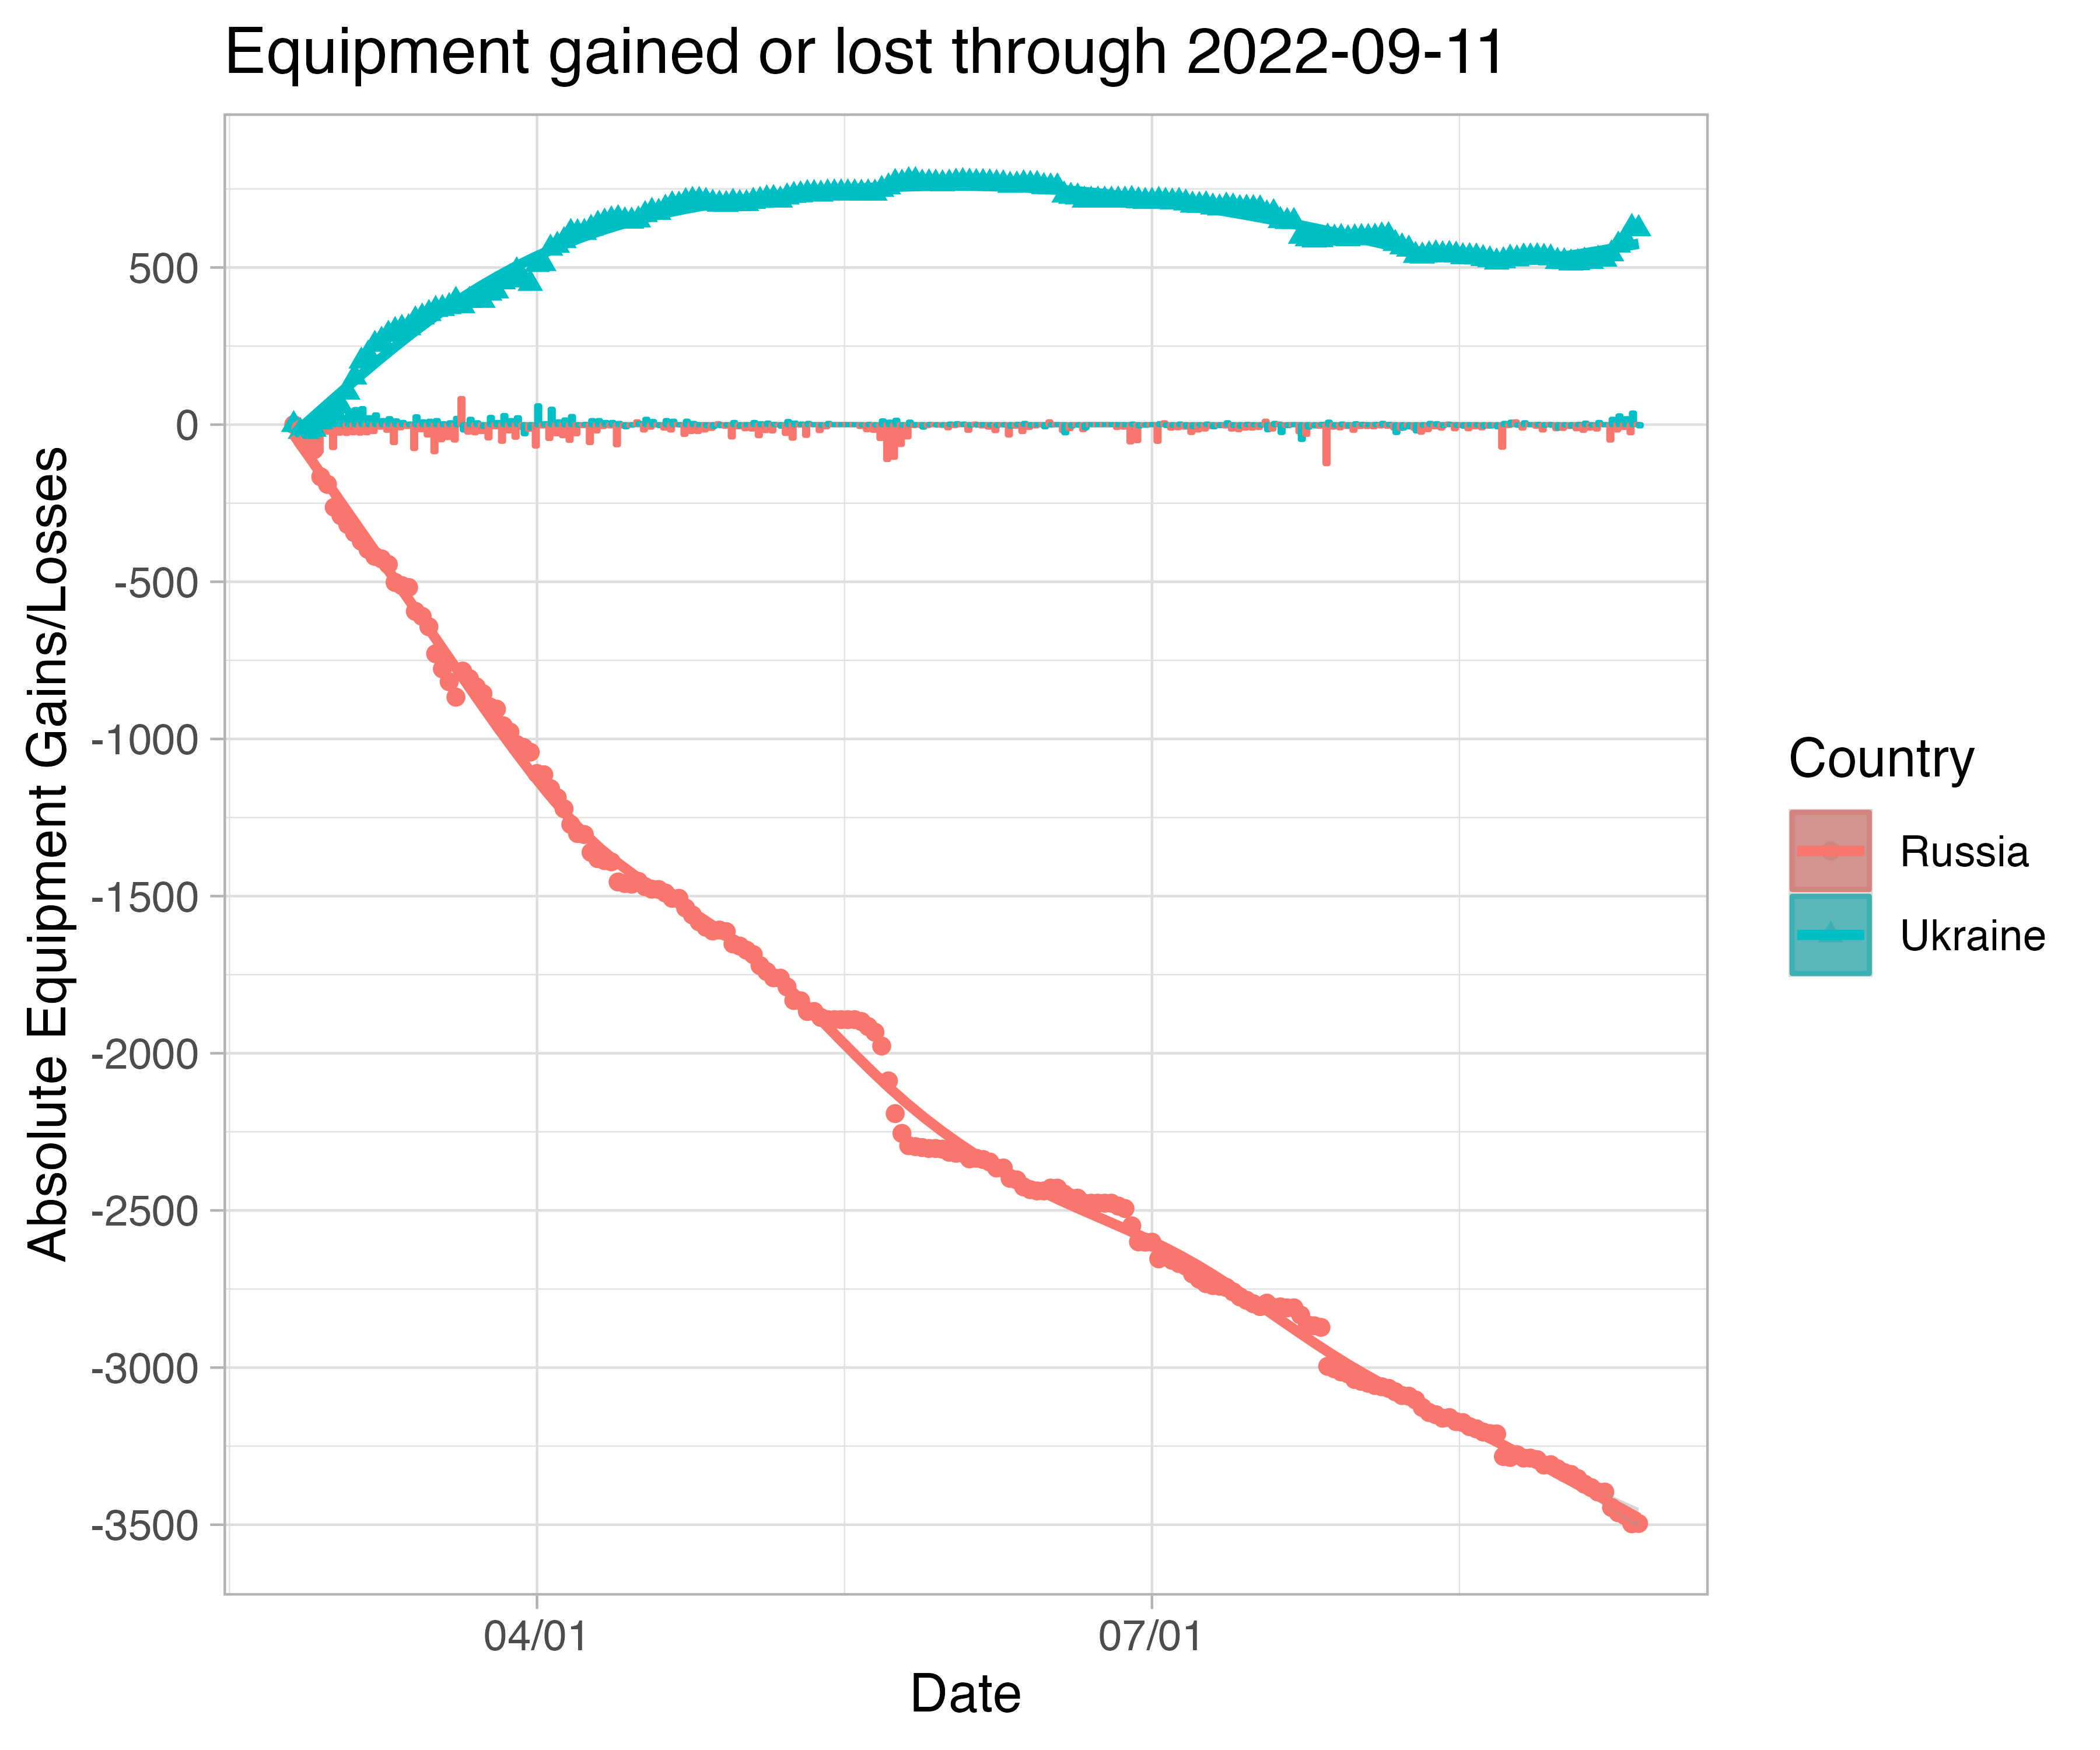 Equipment gained or lost through 2022-09-11
Absolute Equipment Gains/Losses
500
0
-500
-1000
-1500
-2000
-2500
-3000
-3500
04/01
07/01
Date
Country
Russia
Ukraine